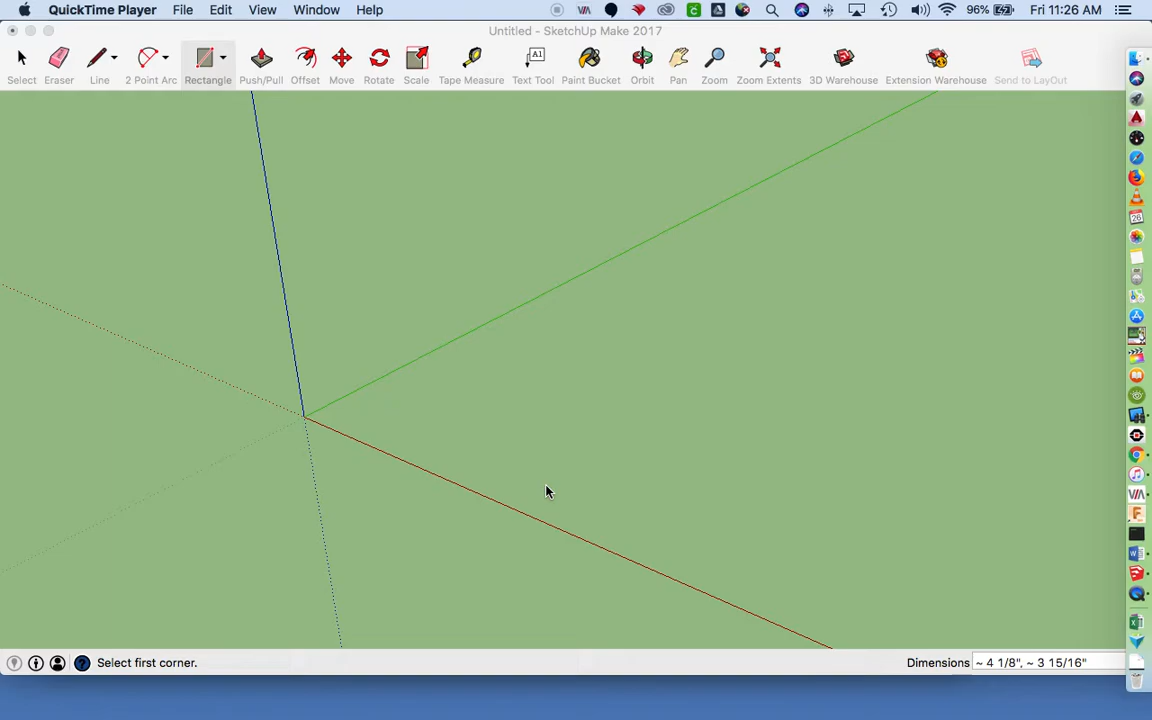 QuickTime Player File Edit View Window Help 96% Fri 11:26 AM
Untitled - SketchUp Make 2017
A1
Select Eraser Line 2 Point Arc Rectangle Push/Pull Offset Move Rotate Scale Tape Measure Text Tool Paint Bucket Orbit Pan Zoom Zoom Extents 3D Warehouse Extension Warehouse Send to LayOut
26
Select first corner. Dimensions ~ 4 1/8", ~ 3 15/16"